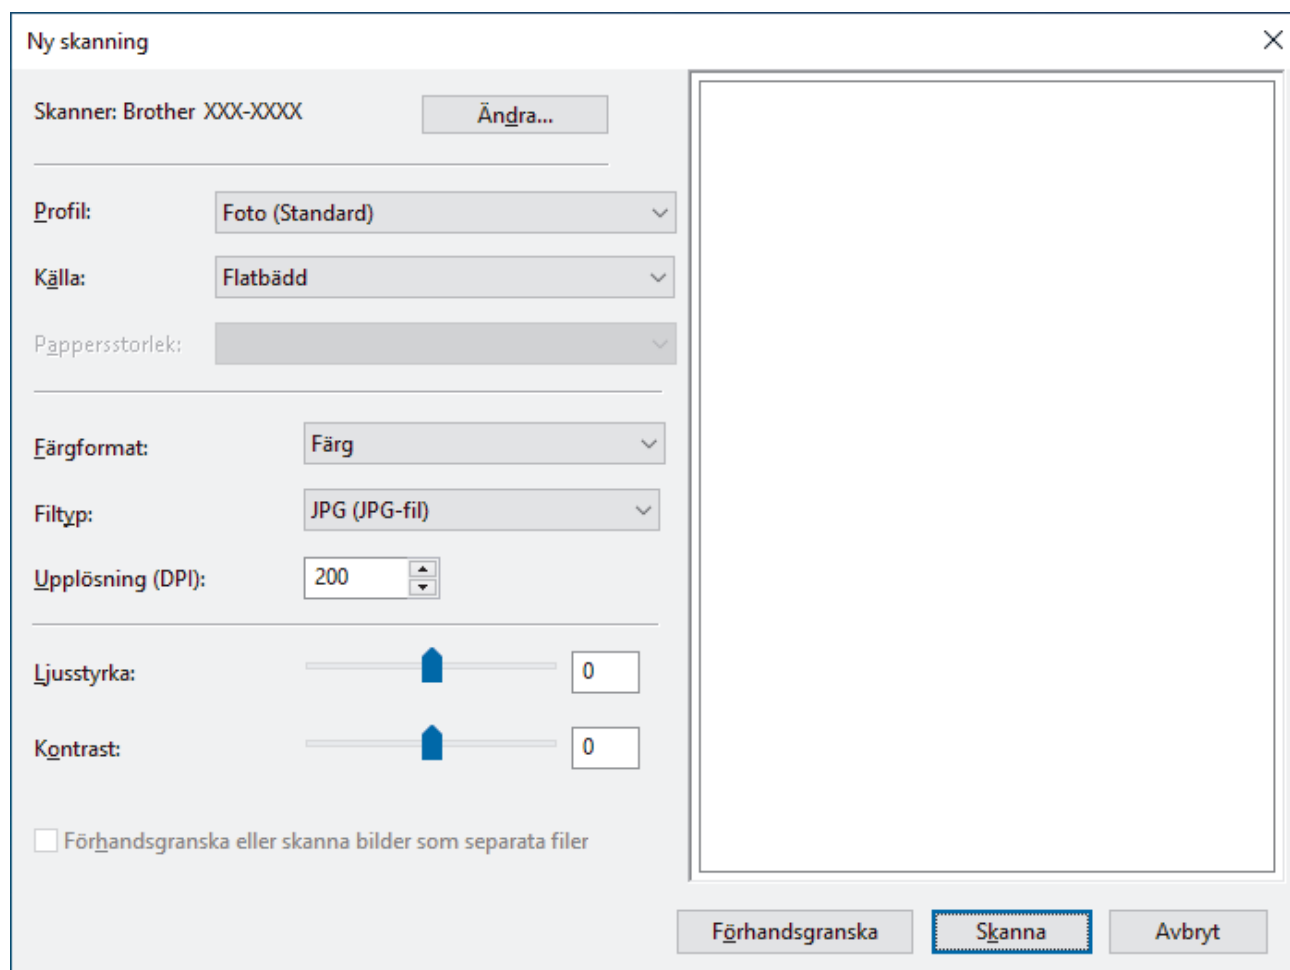 Ny skanning
Skanner: Brother XXX-XXXX
Ändra...
Profil: Foto (Standard)
Källa: Flatbädd
Pappersstorlek:
Färgformat: Färg
Filtyp: JPG (JPG-fil)
Upplösning (DPI): 200
Ljusstyrka: 0
Kontrast: 0
Förhandsgranska eller skanna bilder som separata filer
Förhandsgranska Skanna Avbryt